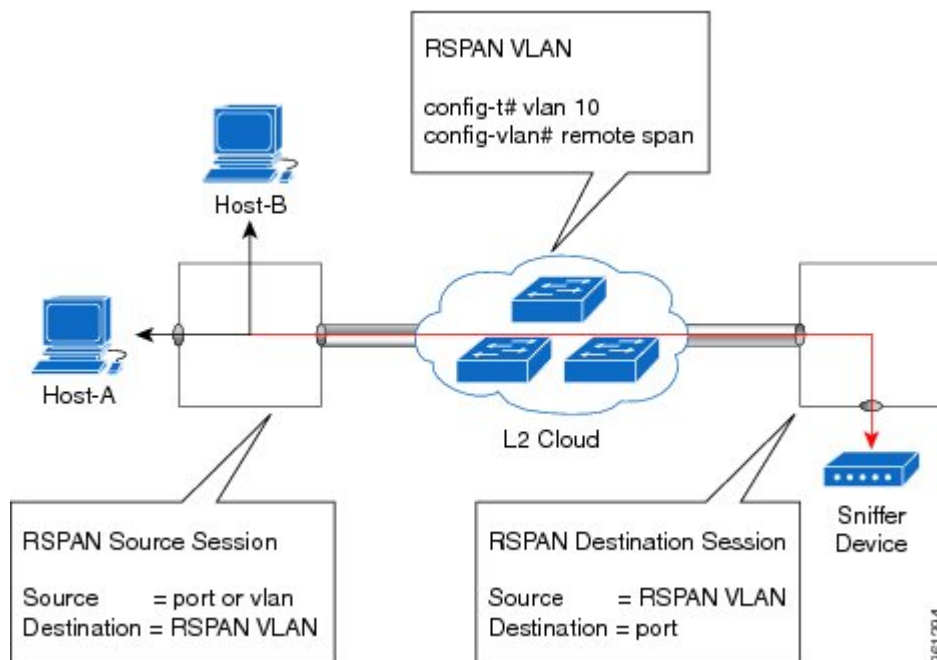 RSPAN VLAN
config-t# vlan 10
config-vlan# remote span
Host-B
Host-A
L2 Cloud
Sniffer
Device
RSPAN Source Session
Source = port or vlan
Destination = RSPAN VLAN
RSPAN Destination Session
Source = RSPAN VLAN
Destination = port